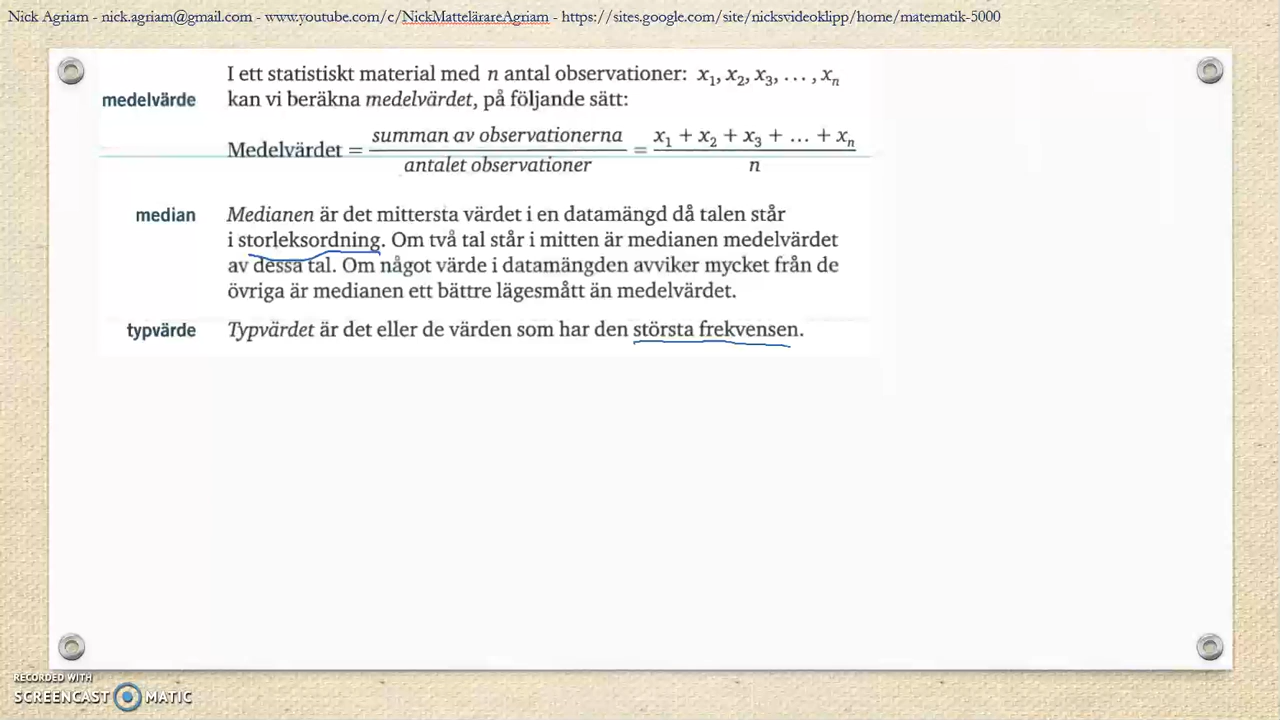 Nick Agriam - nick.agriam@gmail.com - www.youtube.com/c/NickMattelärareAgriam - https://sites.google.com/site/nicksvideoklipp/home/matematik-5000
I ett statistiskt material med n antal observationer: x₁, x₂, x₃, … , xₙ
medelvärde kan vi beräkna medelvärdet, på följande sätt:
Medelvärdet = summan av observationerna / antalet observationer = x₁ + x₂ + x₃ + … + xₙ / n
median Medianen är det mittersta värdet i en datamängd då talen står
i storleksordning. Om två tal står i mitten är medianen medelvärdet
av dessa tal. Om något värde i datamängden avviker mycket från de
övriga är medianen ett bättre lägesmått än medelvärdet.
typvärde Typvärdet är det eller de värden som har den största frekvensen.
RECORDED WITH
SCREENCAST MATIC